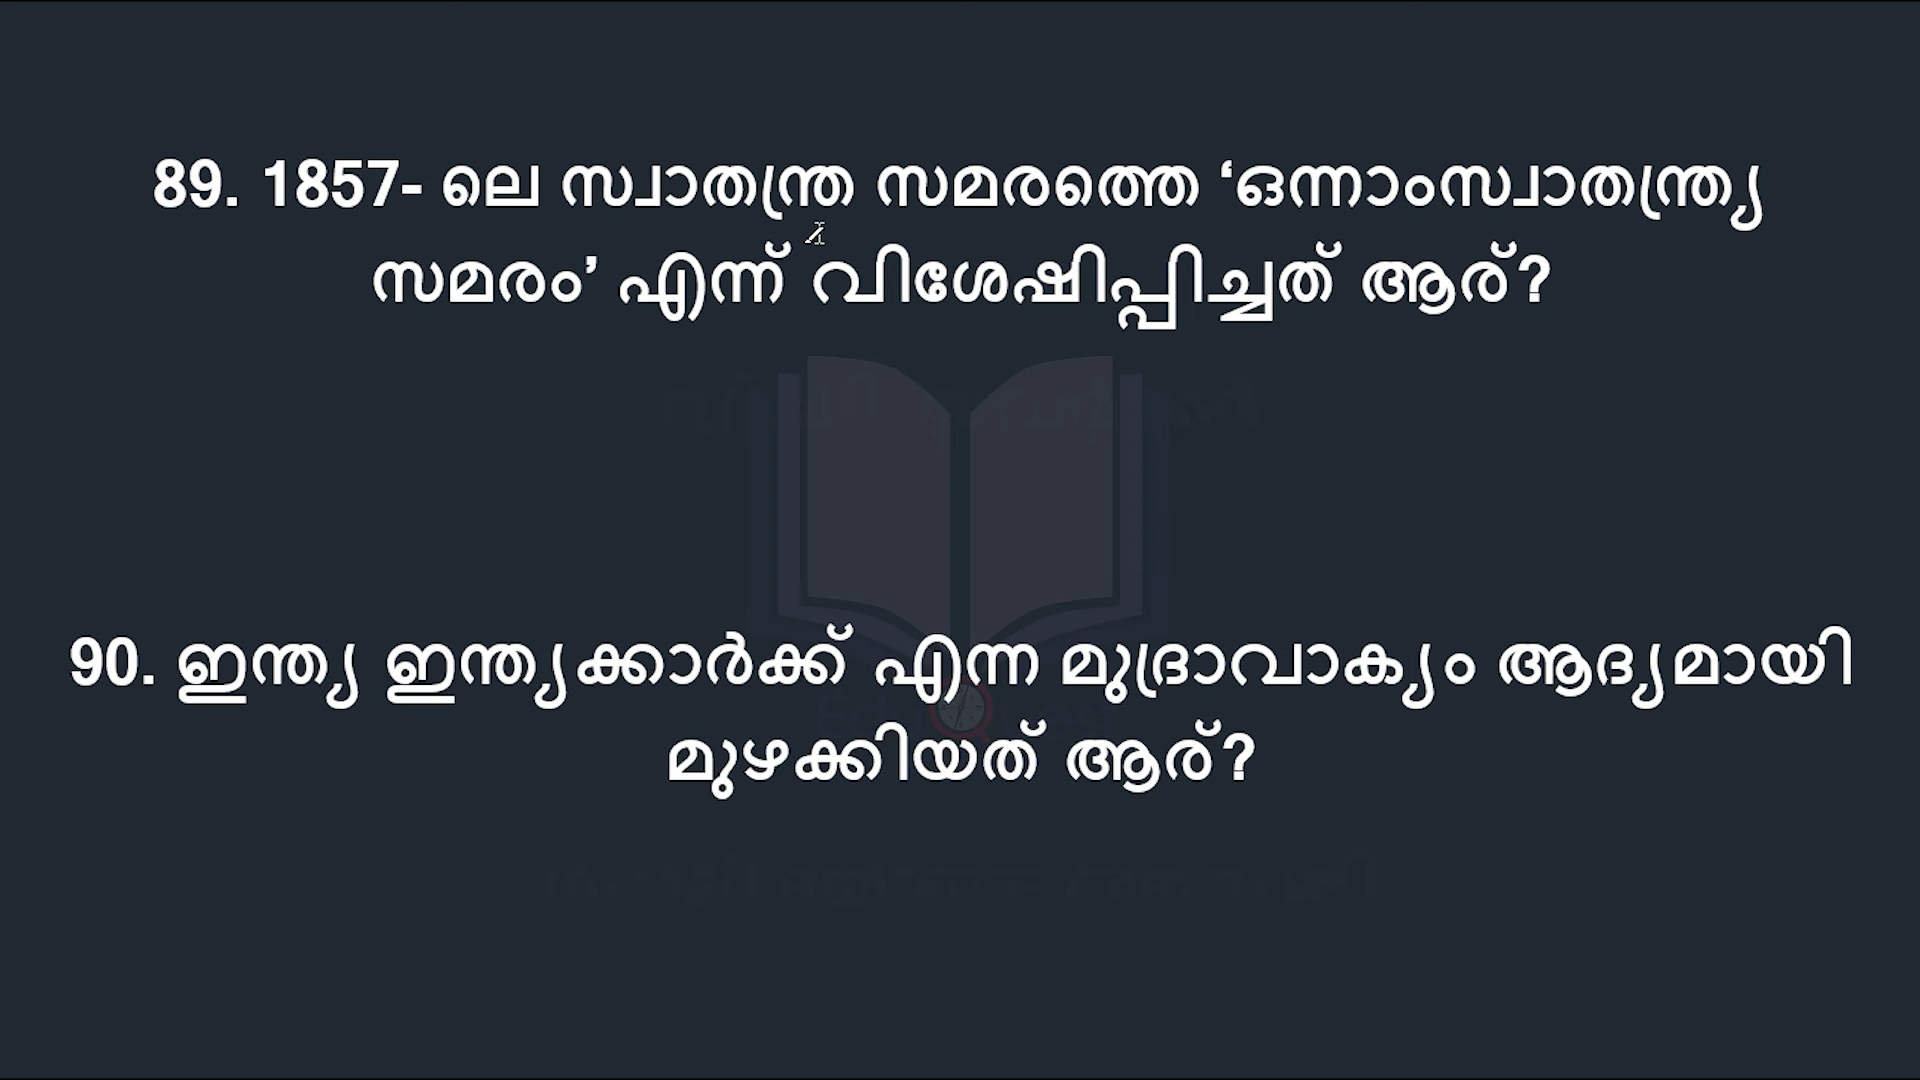 89. 1857- ലെ സ്വാതന്ത്ര സമരത്തെ ‘ഒന്നാംസ്വാതന്ത്ര്യ
സമരം’ എന്ന് വിശേഷിപ്പിച്ചത് ആര്?
90. ഇന്ത്യ ഇന്ത്യക്കാർക്ക് എന്ന മുദ്രാവാക്യം ആദ്യമായി
മുഴക്കിയത് ആര്?